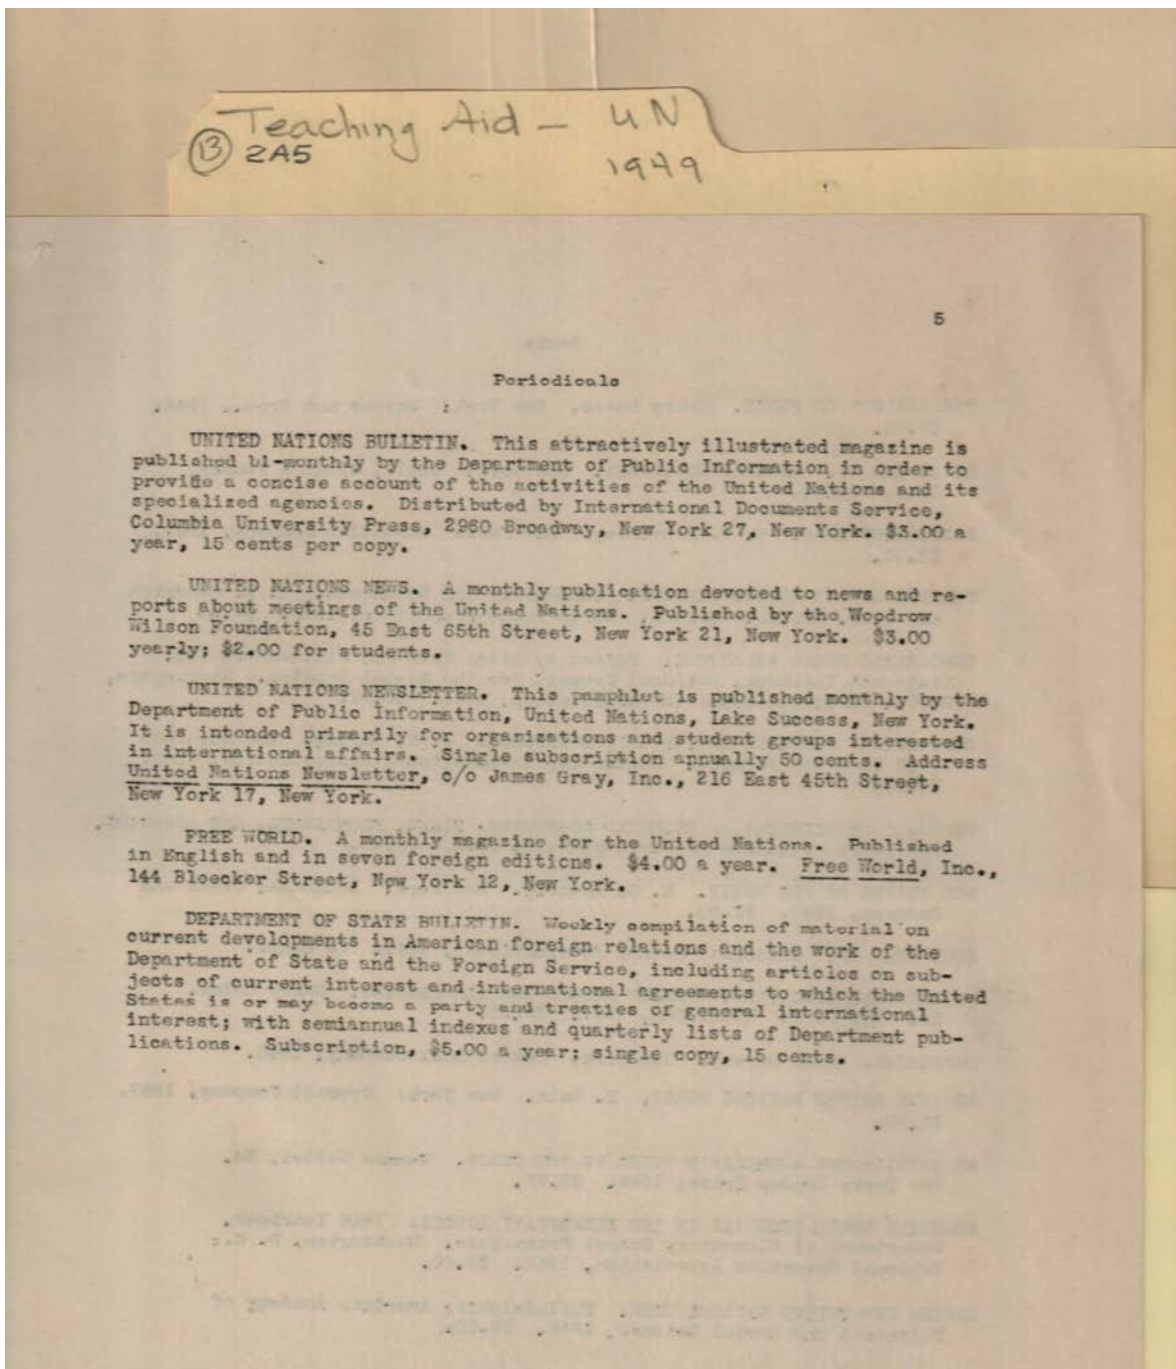 Teaching Aid - UN
13 2A5 1949
5
Periodicals
UNITED NATIONS BULLETIN. This attractively illustrated magazine is
published bi-monthly by the Department of Public Information in order to
provide a concise account of the activities of the United Nations and its
specialized agencies. Distributed by International Documents Service,
Columbia University Press, 2960 Broadway, New York 27, New York. $3.00 a
year, 15 cents per copy.
UNITED NATIONS NEWS. A monthly publication devoted to news and re-
ports about meetings of the United Nations. Published by the Woodrow
Wilson Foundation, 45 East 65th Street, New York 21, New York. $3.00
yearly; $2.00 for students.
UNITED NATIONS NEWSLETTER. This pamphlet is published monthly by the
Department of Public Information, United Nations, Lake Success, New York.
It is intended primarily for organizations and student groups interested
in international affairs. Single subscription annually 50 cents. Address
United Nations Newsletter, c/o James Gray, Inc., 216 East 45th Street,
New York 17, New York.
FREE WORLD. A monthly magazine for the United Nations. Published
in English and in seven foreign editions. $4.00 a year. Free World, Inc.,
144 Bleecker Street, New York 12, New York.
DEPARTMENT OF STATE BULLETIN. Weekly compilation of material on
current developments in American foreign relations and the work of the
Department of State and the Foreign Service, including articles on sub-
jects of current interest and international agreements to which the United
States is or may become a party and treaties of general international
interest; with semiannual indexes and quarterly lists of Department pub-
lications. Subscription, $5.00 a year; single copy, 15 cents.